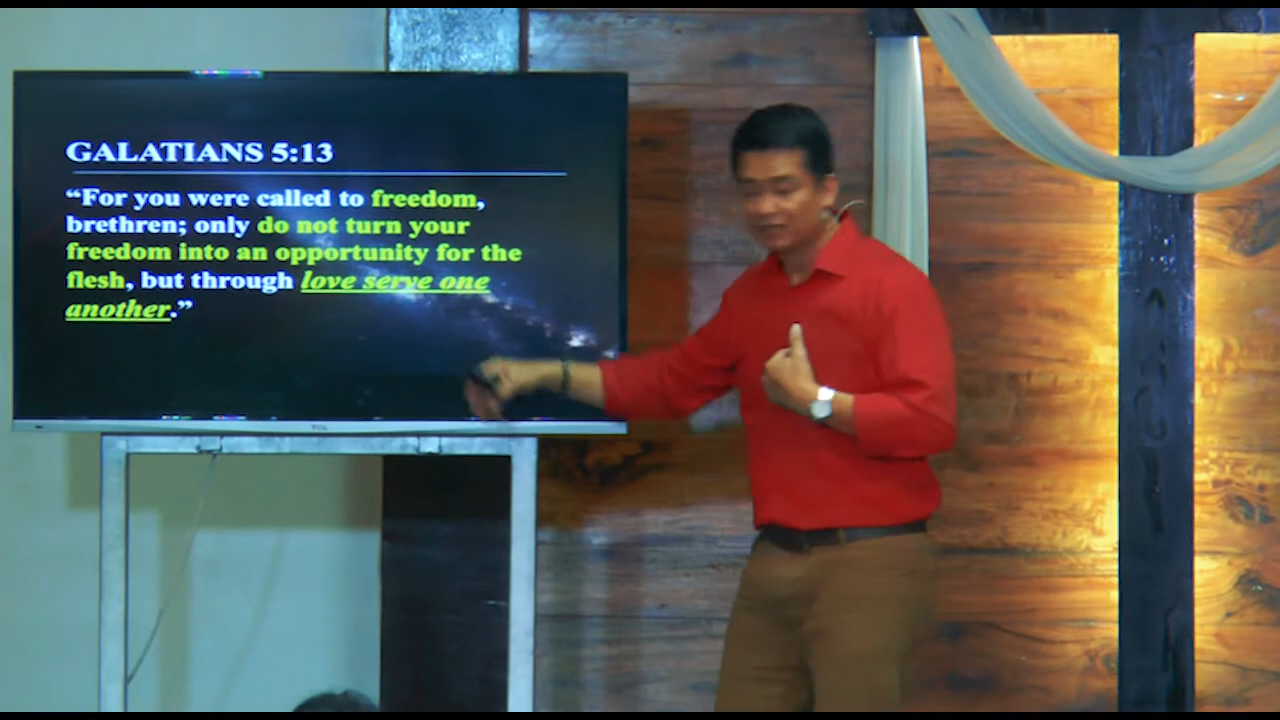 GALATIANS 5:13
“For you were called to freedom,
brethren; only do not turn your
freedom into an opportunity for the
flesh, but through love serve one
another.”
TCL